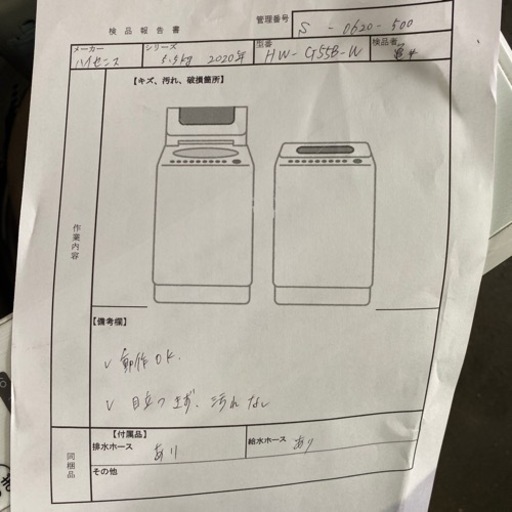 検品報告書
管理番号 S-0620-500
メーカー ハイセンス シリーズ 5.5kg 2020年 型番 HW-G55B-W 検品者
【キズ、汚れ、破損箇所】
作業内容
【備考欄】
✓ 動作OK.
✓ 目立つキズ、汚れなし
【付属品】
同梱品
排水ホース あり 給水ホース あり
その他